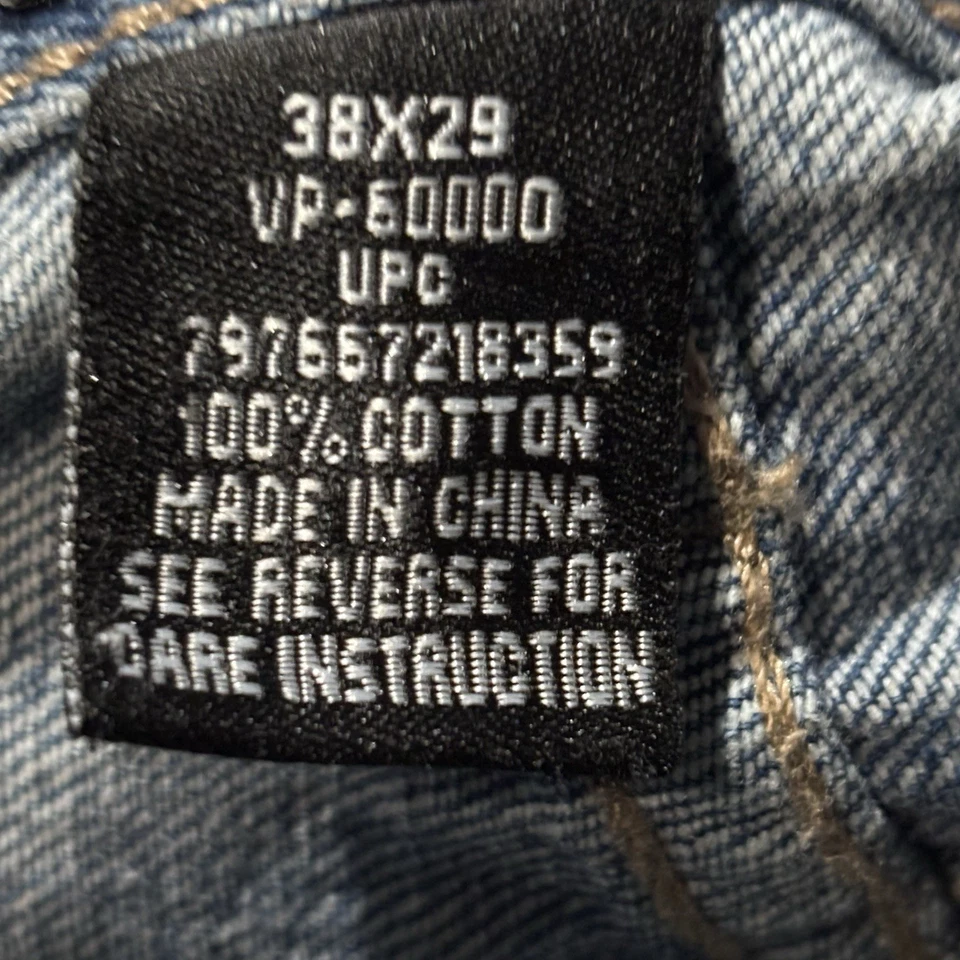 38X29
VP-60000
UPC
797667218359
100% COTTON
MADE IN CHINA
SEE REVERSE FOR
CARE INSTRUCTION